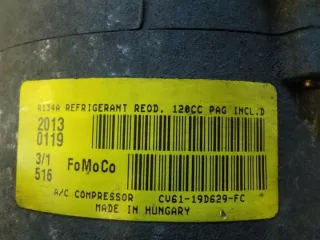 R134A REFRIGERANT REQD. 120CC PAG INCL.D
2013
0119
3/1
516
FoMoCo
A/C COMPRESSOR CV61-19D629-FC
MADE IN HUNGARY